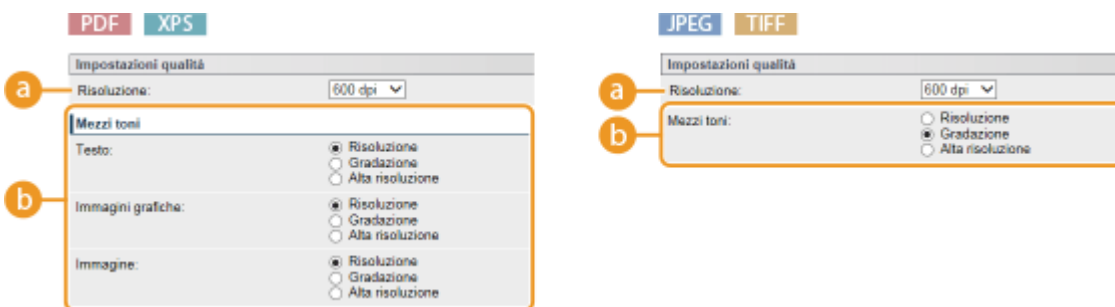 PDF XPS
Impostazioni qualità
a
Risoluzione: 600 dpi
b
Mezzi toni
Testo: Risoluzione
Gradazione
Alta risoluzione
Immagini grafiche: Risoluzione
Gradazione
Alta risoluzione
Immagine: Risoluzione
Gradazione
Alta risoluzione
JPEG TIFF
Impostazioni qualità
a
Risoluzione: 600 dpi
b
Mezzi toni: Risoluzione
Gradazione
Alta risoluzione